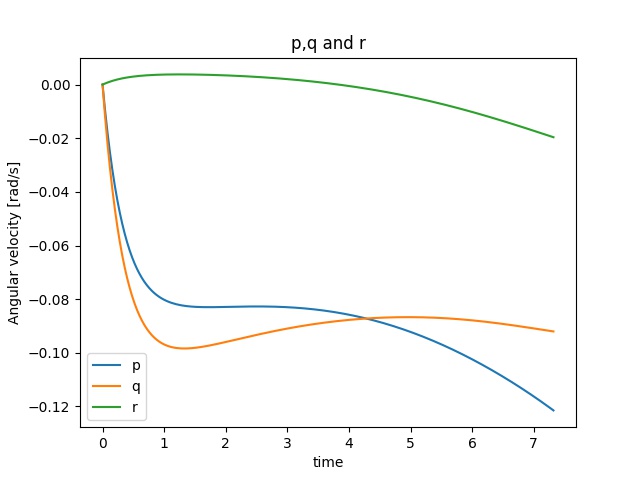 p,q and r
Angular velocity [rad/s]
0.00
−0.02
−0.04
−0.06
−0.08
−0.10
−0.12
p
q
r
0 1 2 3 4 5 6 7
time